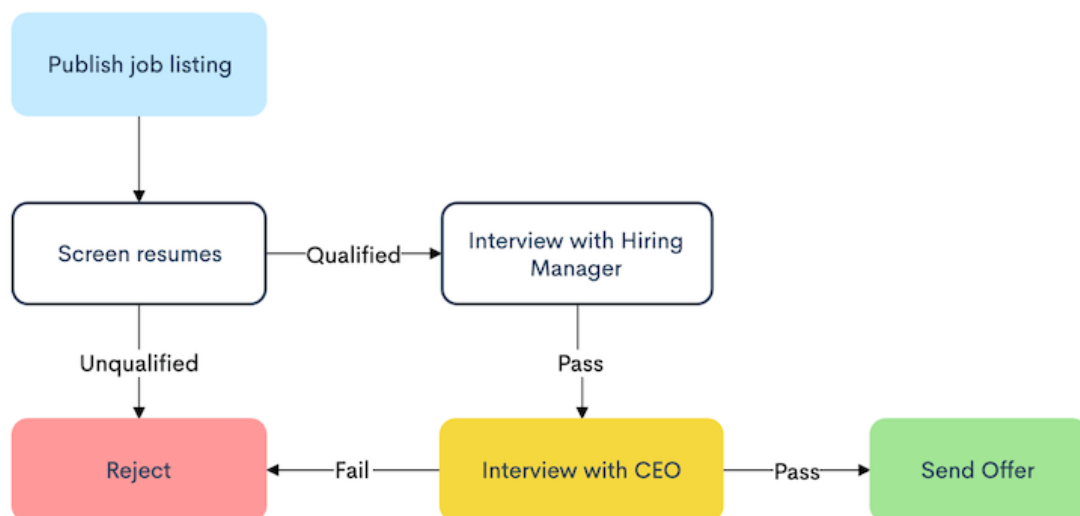 Publish job listing
Screen resumes
Qualified
Interview with Hiring
Manager
Unqualified
Pass
Reject
Fail
Interview with CEO
Pass
Send Offer